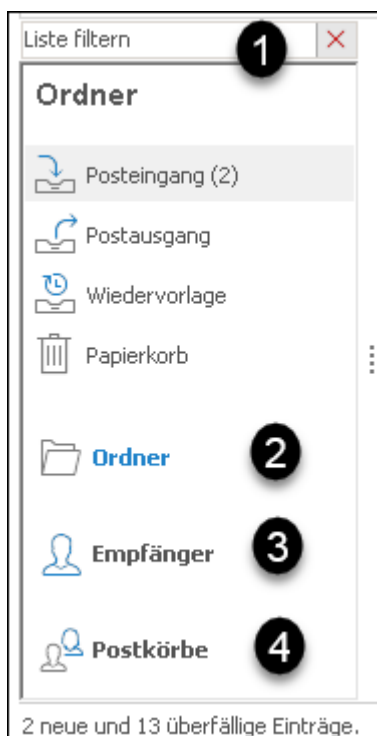 Liste filtern
1
Ordner
Posteingang (2)
Postausgang
Wiedervorlage
Papierkorb
Ordner 2
Empfänger 3
Postkörbe 4
2 neue und 13 überfällige Einträge.